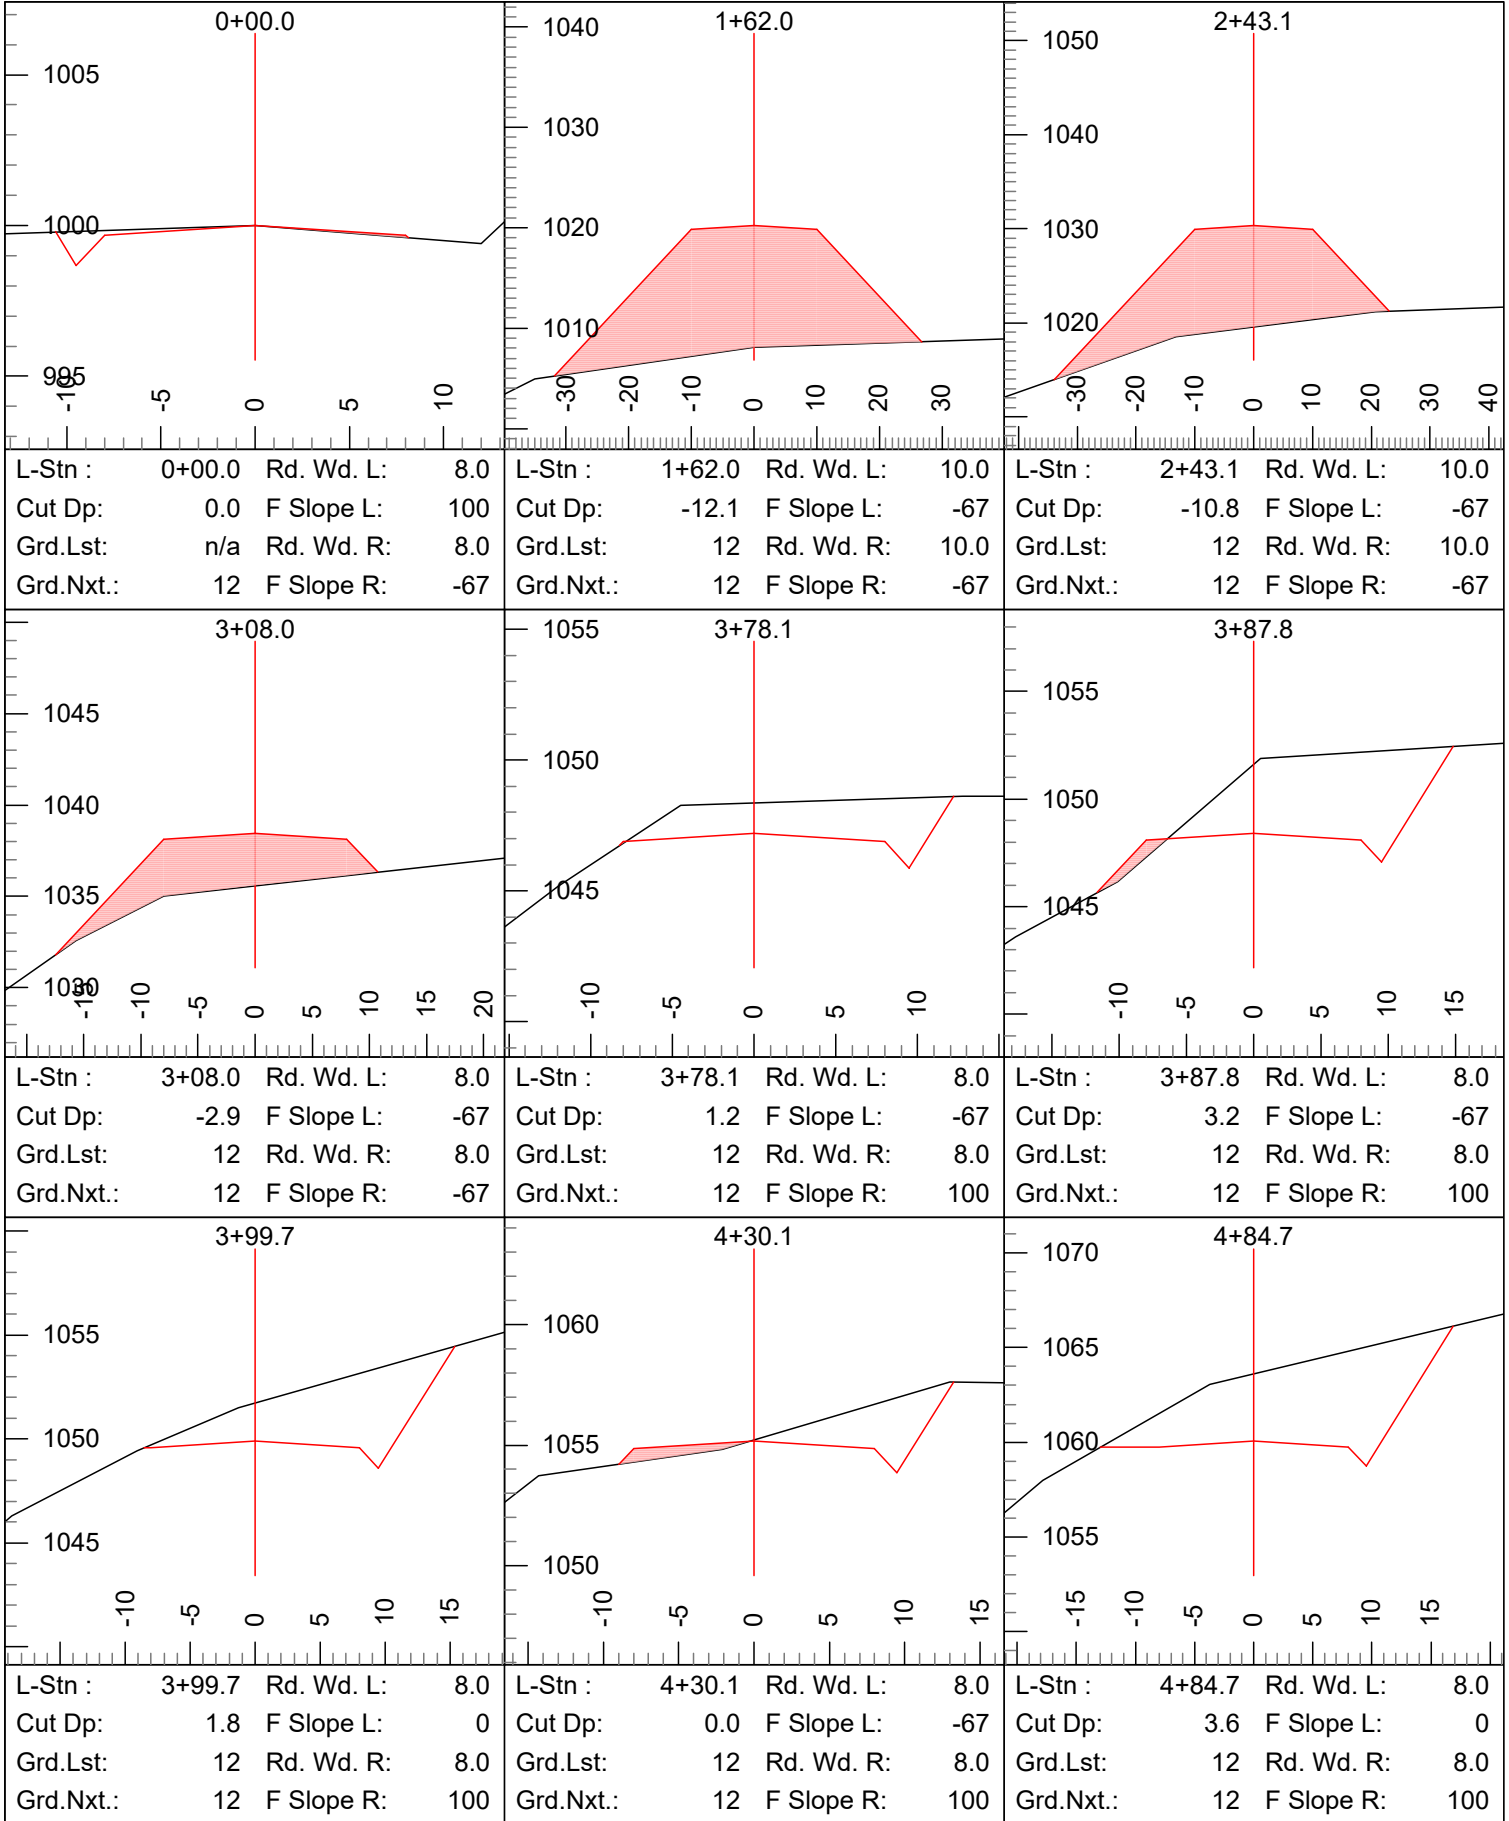 0+00.0
1005
1000
995
-10 -5 0 5 10
L-Stn : 0+00.0 Rd. Wd. L: 8.0
Cut Dp: 0.0 F Slope L: 100
Grd.Lst: n/a Rd. Wd. R: 8.0
Grd.Nxt.: 12 F Slope R: -67
1+62.0
1040
1030
1020
1010
-30 -20 -10 0 10 20 30
L-Stn : 1+62.0 Rd. Wd. L: 10.0
Cut Dp: -12.1 F Slope L: -67
Grd.Lst: 12 Rd. Wd. R: 10.0
Grd.Nxt.: 12 F Slope R: -67
2+43.1
1050
1040
1030
1020
-30 -20 -10 0 10 20 30 40
L-Stn : 2+43.1 Rd. Wd. L: 10.0
Cut Dp: -10.8 F Slope L: -67
Grd.Lst: 12 Rd. Wd. R: 10.0
Grd.Nxt.: 12 F Slope R: -67
3+08.0
1045
1040
1035
1030
-15 -10 -5 0 5 10 15 20
L-Stn : 3+08.0 Rd. Wd. L: 8.0
Cut Dp: -2.9 F Slope L: -67
Grd.Lst: 12 Rd. Wd. R: 8.0
Grd.Nxt.: 12 F Slope R: -67
3+78.1
1055
1050
1045
-10 -5 0 5 10
L-Stn : 3+78.1 Rd. Wd. L: 8.0
Cut Dp: 1.2 F Slope L: -67
Grd.Lst: 12 Rd. Wd. R: 8.0
Grd.Nxt.: 12 F Slope R: 100
3+87.8
1055
1050
1045
-10 -5 0 5 10 15
L-Stn : 3+87.8 Rd. Wd. L: 8.0
Cut Dp: 3.2 F Slope L: -67
Grd.Lst: 12 Rd. Wd. R: 8.0
Grd.Nxt.: 12 F Slope R: 100
3+99.7
1055
1050
1045
-10 -5 0 5 10 15
L-Stn : 3+99.7 Rd. Wd. L: 8.0
Cut Dp: 1.8 F Slope L: 0
Grd.Lst: 12 Rd. Wd. R: 8.0
Grd.Nxt.: 12 F Slope R: 100
4+30.1
1060
1055
1050
-10 -5 0 5 10 15
L-Stn : 4+30.1 Rd. Wd. L: 8.0
Cut Dp: 0.0 F Slope L: -67
Grd.Lst: 12 Rd. Wd. R: 8.0
Grd.Nxt.: 12 F Slope R: 100
4+84.7
1070
1065
1060
1055
-15 -10 -5 0 5 10 15
L-Stn : 4+84.7 Rd. Wd. L: 8.0
Cut Dp: 3.6 F Slope L: 0
Grd.Lst: 12 Rd. Wd. R: 8.0
Grd.Nxt.: 12 F Slope R: 100